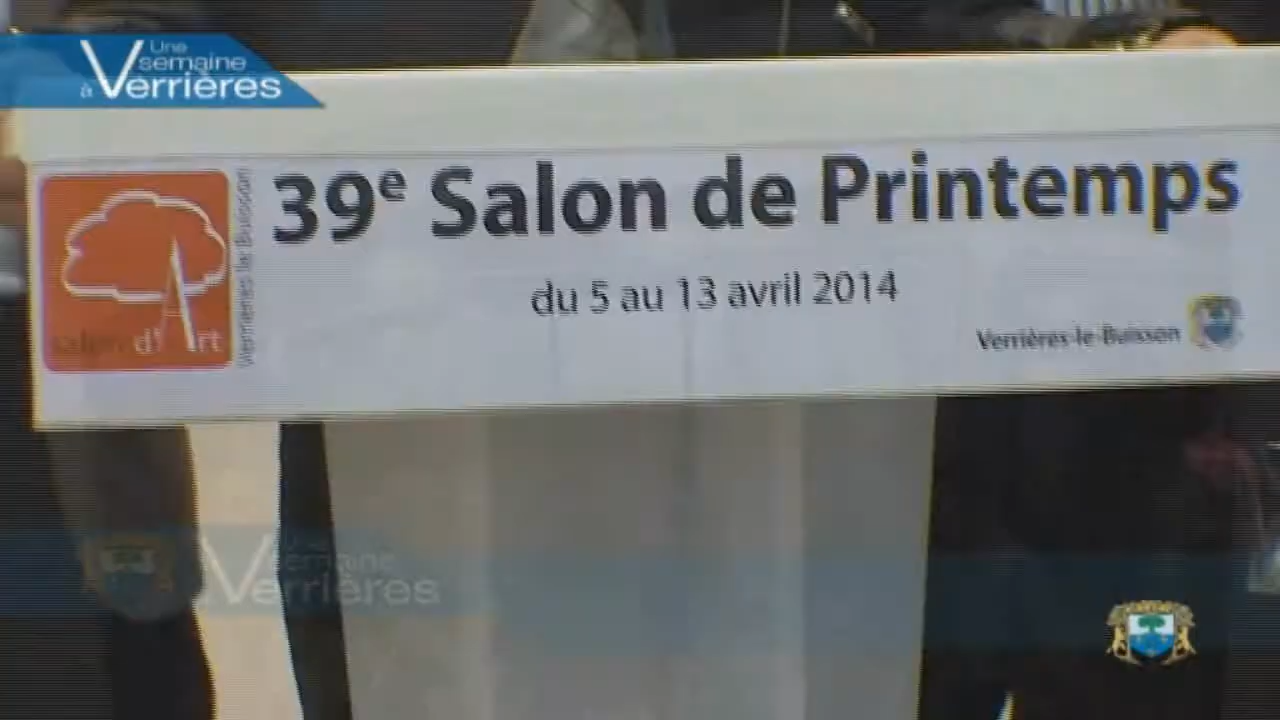 Une
semaine
à Verrières
39e Salon de Printemps
du 5 au 13 avril 2014
Verrières-le-Buisson
salon d'Art
Verrières-le-Buisson
semaine
Verrières